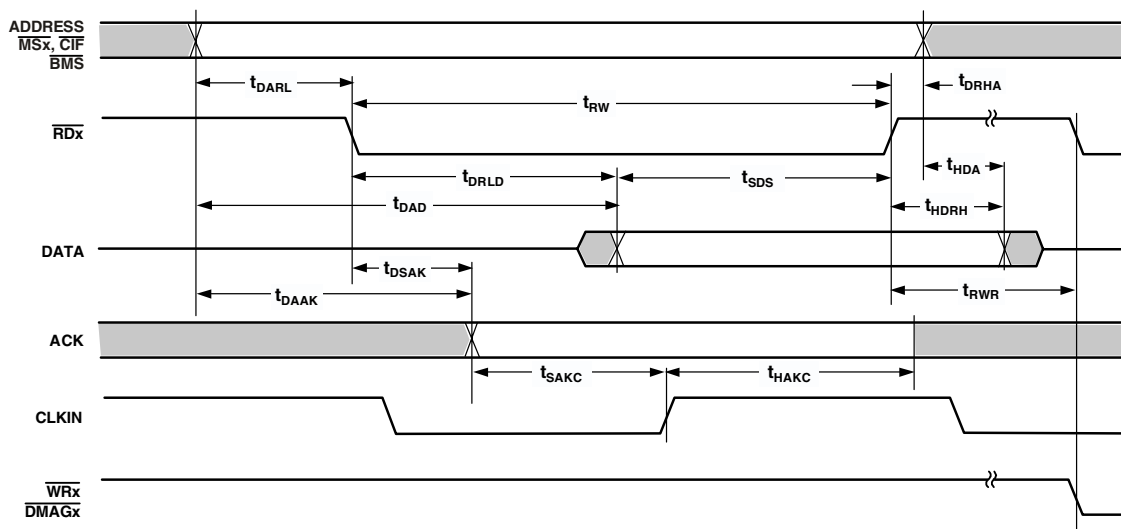 ADDRESS
MSx, CIF
BMS
tDARL
tRW
tDRHA
RDx
tHDA
tDRLD
tSDS
tDAD
tHDRH
DATA
tDSAK
tDAAK
tRWR
ACK
tSAKC
tHAKC
CLKIN
WRx
DMAGx